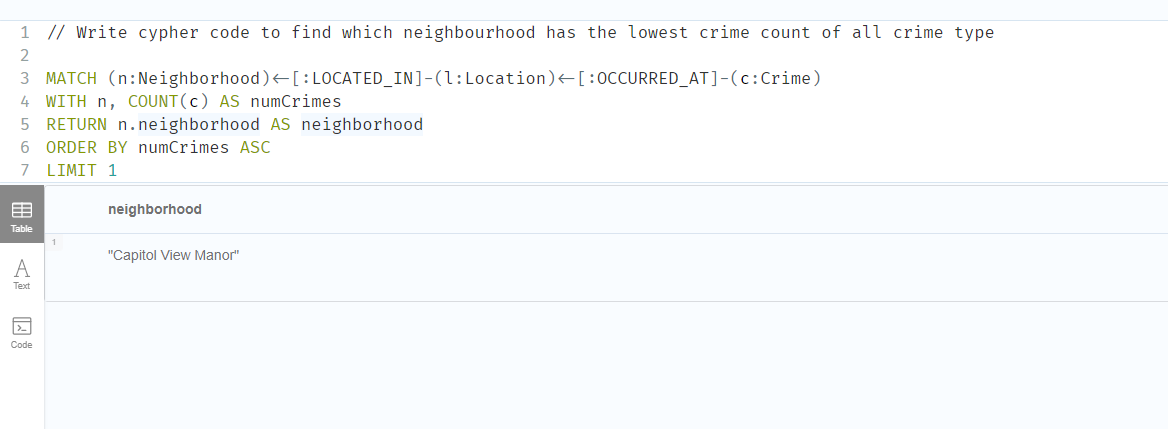 1 // Write cypher code to find which neighbourhood has the lowest crime count of all crime type
2
3 MATCH (n:Neighborhood)<-[:LOCATED_IN]-(l:Location)<-[:OCCURRED_AT]-(c:Crime)
4 WITH n, COUNT(c) AS numCrimes
5 RETURN n.neighborhood AS neighborhood
6 ORDER BY numCrimes ASC
7 LIMIT 1
Table
neighborhood
1
"Capitol View Manor"
A
Text
>_
Code